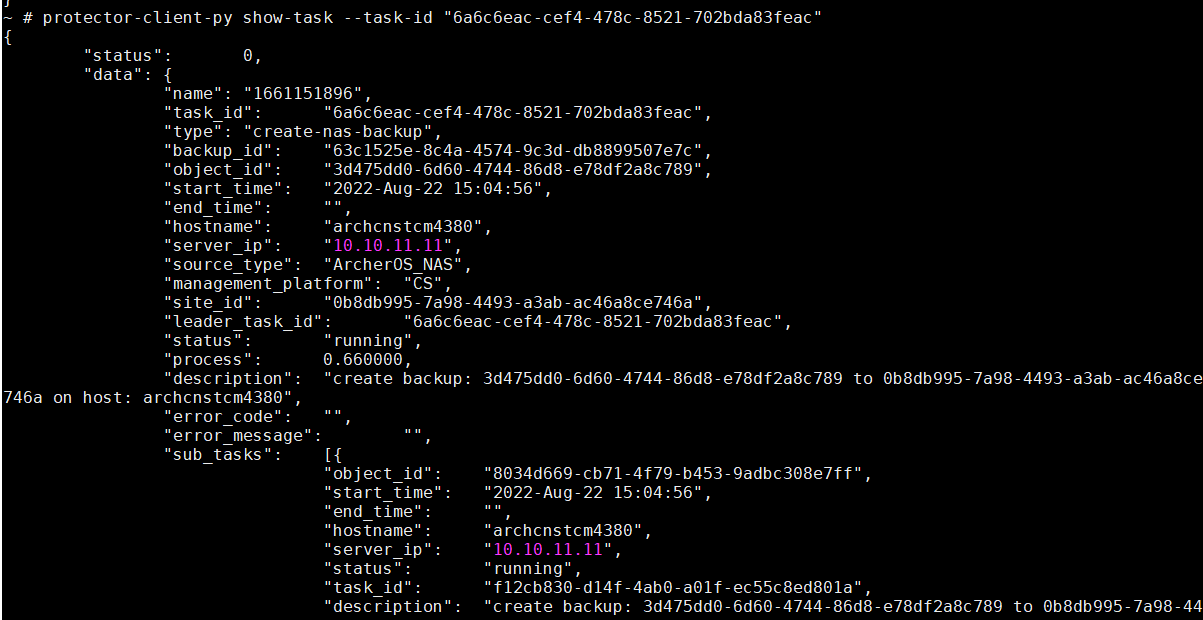 }
~ # protector-client-py show-task --task-id "6a6c6eac-cef4-478c-8521-702bda83feac"
{
"status": 0,
"data": {
"name": "1661151896",
"task_id": "6a6c6eac-cef4-478c-8521-702bda83feac",
"type": "create-nas-backup",
"backup_id": "63c1525e-8c4a-4574-9c3d-db8899507e7c",
"object_id": "3d475dd0-6d60-4744-86d8-e78df2a8c789",
"start_time": "2022-Aug-22 15:04:56",
"end_time": "",
"hostname": "archcnstcm4380",
"server_ip": "10.10.11.11",
"source_type": "ArcherOS_NAS",
"management_platform": "CS",
"site_id": "0b8db995-7a98-4493-a3ab-ac46a8ce746a",
"leader_task_id": "6a6c6eac-cef4-478c-8521-702bda83feac",
"status": "running",
"process": 0.660000,
"description": "create backup: 3d475dd0-6d60-4744-86d8-e78df2a8c789 to 0b8db995-7a98-4493-a3ab-ac46a8ce
746a on host: archcnstcm4380",
"error_code": "",
"error_message": "",
"sub_tasks": [{
"object_id": "8034d669-cb71-4f79-b453-9adbc308e7ff",
"start_time": "2022-Aug-22 15:04:56",
"end_time": "",
"hostname": "archcnstcm4380",
"server_ip": "10.10.11.11",
"status": "running",
"task_id": "f12cb830-d14f-4ab0-a01f-ec55c8ed801a",
"description": "create backup: 3d475dd0-6d60-4744-86d8-e78df2a8c789 to 0b8db995-7a98-44